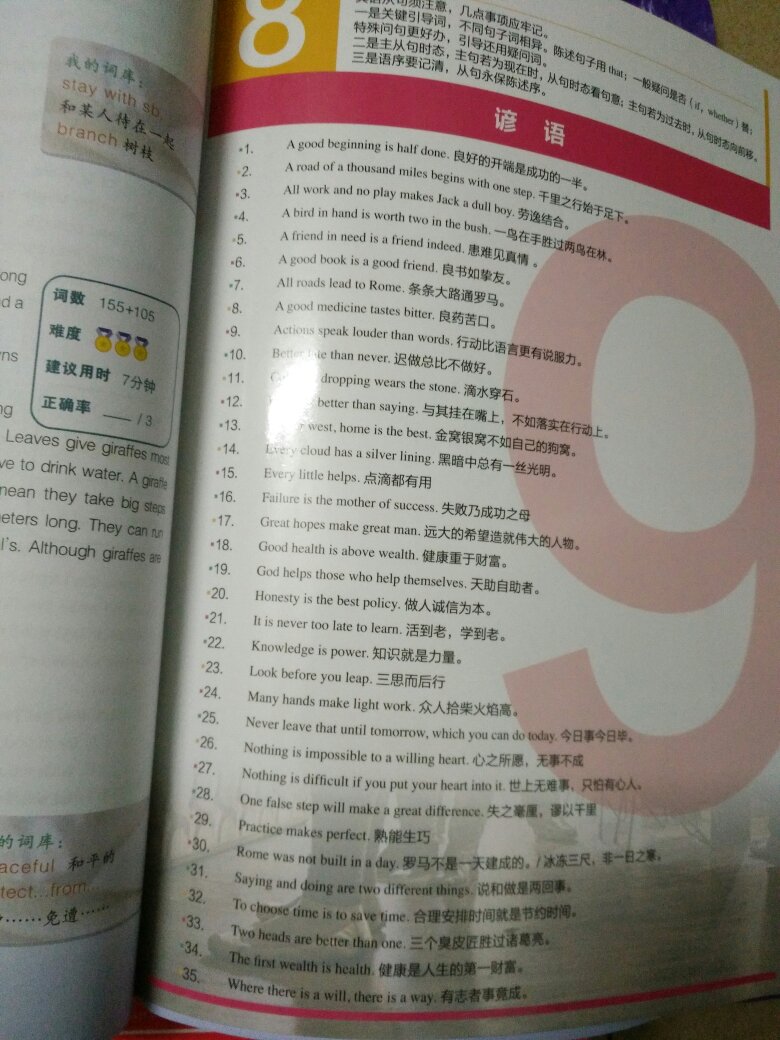 我的词库：
stay with sb.
和某人待在一起
branch 树枝
ong
d a
词数 155+105
难度
建议用时 7分钟
正确率 ____ / 3
wns
ng
Leaves give giraffes most
ve to drink water. A giraffe
mean they take big steps
eters long. They can run
l's. Although giraffes are
的词库：
aceful 和平的
tect...from...
……免遭……
8
英语从句须注意，几点事项应牢记。
一是关键引导词，不同句子词相异。陈述句子用 that；一般疑问是否（if, whether）替；
特殊问句更好办，引导还用疑问词。
二是主从句时态，主句若为现在时，从句时态看句意；主句若为过去时，从句时态向前移。
三是语序要记清，从句永保陈述序。
9
谚 语
1. A good beginning is half done. 良好的开端是成功的一半。
2. A road of a thousand miles begins with one step. 千里之行始于足下。
3. All work and no play makes Jack a dull boy. 劳逸结合。
4. A bird in hand is worth two in the bush. 一鸟在手胜过两鸟在林。
5. A friend in need is a friend indeed. 患难见真情 。
6. A good book is a good friend. 良书如挚友。
7. All roads lead to Rome. 条条大路通罗马。
8. A good medicine tastes bitter. 良药苦口。
9. Actions speak louder than words. 行动比语言更有说服力。
10. Better late than never. 迟做总比不做好。
11. dropping wears the stone. 滴水穿石。
12. better than saying. 与其挂在嘴上，不如落实在行动上。
13. west, home is the best. 金窝银窝不如自己的狗窝。
14. Every cloud has a silver lining. 黑暗中总有一丝光明。
15. Every little helps. 点滴都有用
16. Failure is the mother of success. 失败乃成功之母
17. Great hopes make great man. 远大的希望造就伟大的人物。
18. Good health is above wealth. 健康重于财富。
19. God helps those who help themselves. 天助自助者。
20. Honesty is the best policy. 做人诚信为本。
21. It is never too late to learn. 活到老，学到老。
22. Knowledge is power. 知识就是力量。
23. Look before you leap. 三思而后行
24. Many hands make light work. 众人拾柴火焰高。
25. Never leave that until tomorrow, which you can do today. 今日事今日毕。
26. Nothing is impossible to a willing heart. 心之所愿，无事不成
27. Nothing is difficult if you put your heart into it. 世上无难事，只怕有心人。
28. One false step will make a great difference. 失之毫厘，谬以千里
29. Practice makes perfect. 熟能生巧
30. Rome was not built in a day. 罗马不是一天建成的。/ 冰冻三尺，非一日之寒。
31. Saying and doing are two different things. 说和做是两回事。
32. To choose time is to save time. 合理安排时间就是节约时间。
33. Two heads are better than one. 三个臭皮匠胜过诸葛亮。
34. The first wealth is health. 健康是人生的第一财富。
35. Where there is a will, there is a way. 有志者事竟成。